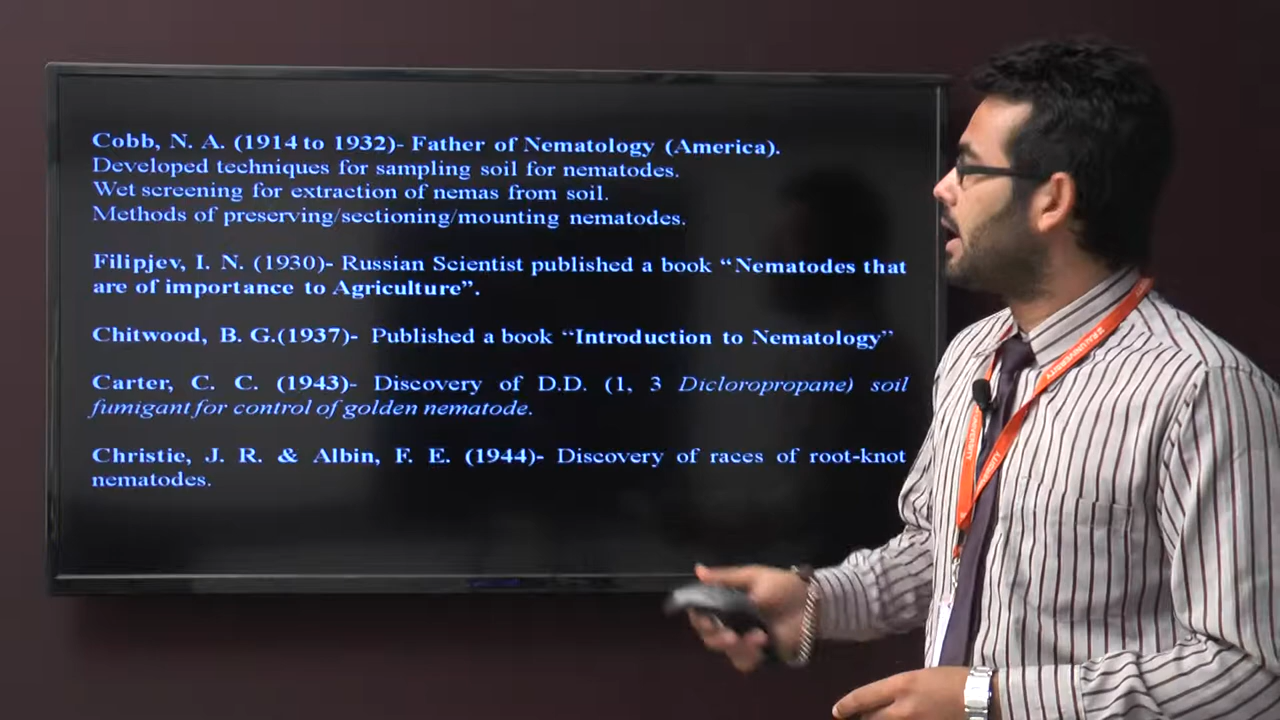 Cobb, N. A. (1914 to 1932)- Father of Nematology (America).
Developed techniques for sampling soil for nematodes.
Wet screening for extraction of nemas from soil.
Methods of preserving/sectioning/mounting nematodes.
Filipjev, I. N. (1930)- Russian Scientist published a book “Nematodes that
are of importance to Agriculture”.
Chitwood, B. G.(1937)- Published a book “Introduction to Nematology”
Carter, C. C. (1943)- Discovery of D.D. (1, 3 Dicloropropane) soil
fumigant for control of golden nematode.
Christie, J. R. & Albin, F. E. (1944)- Discovery of races of root-knot
nematodes.
UNIVERSITY